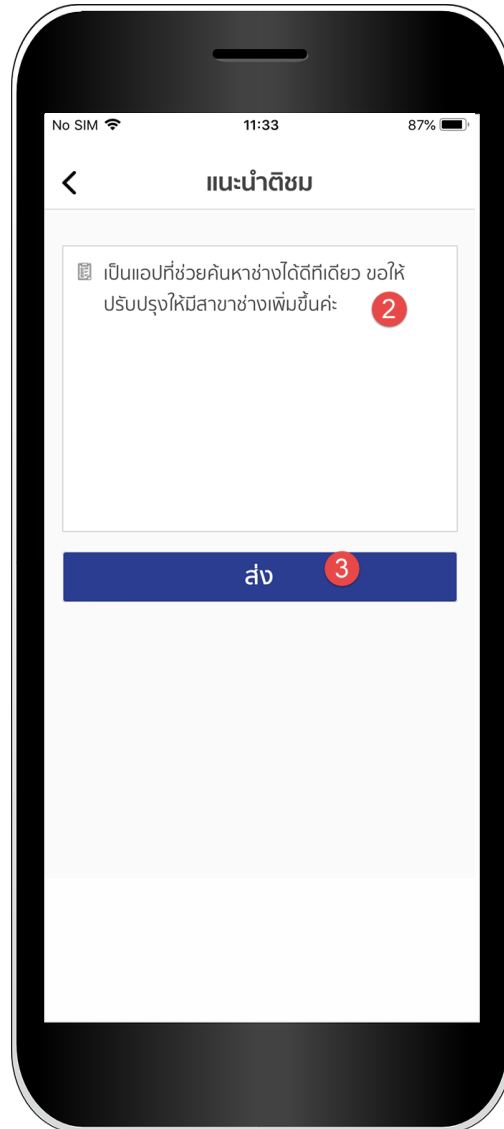 No SIM 11:33 87%
แนะนำติชม
เป็นแอปที่ช่วยค้นหาช่างได้ดีทีเดียว ขอให้
ปรับปรุงให้มีสาขาช่างเพิ่มขึ้นค่ะ 2
ส่ง 3